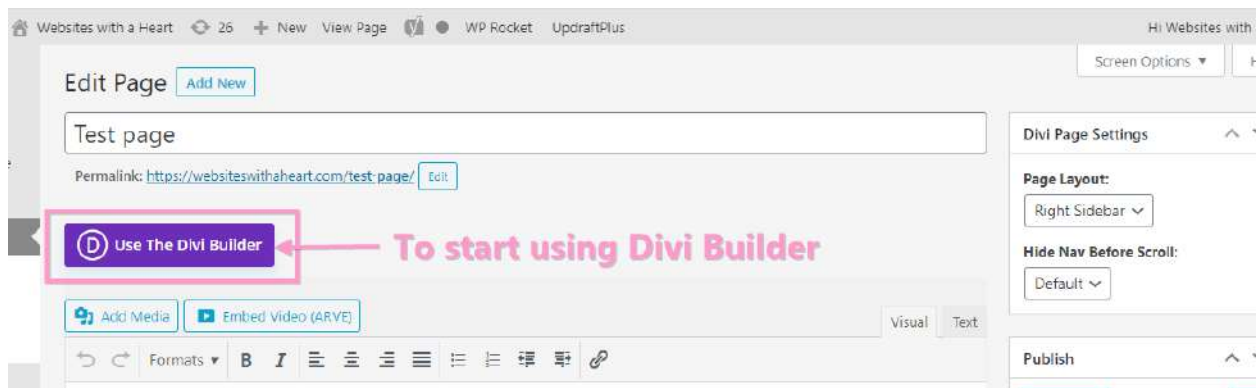 Websites with a Heart 26 New View Page WP Rocket UpdraftPlus Hi Websites with
Screen Options
Edit Page Add New
Test page
Permalink: https://websiteswithaheart.com/test-page/ Edit
D Use The Divi Builder To start using Divi Builder
Add Media Embed Video (ARVE)
Visual Text
Formats B I
Divi Page Settings
Page Layout:
Right Sidebar
Hide Nav Before Scroll:
Default
Publish